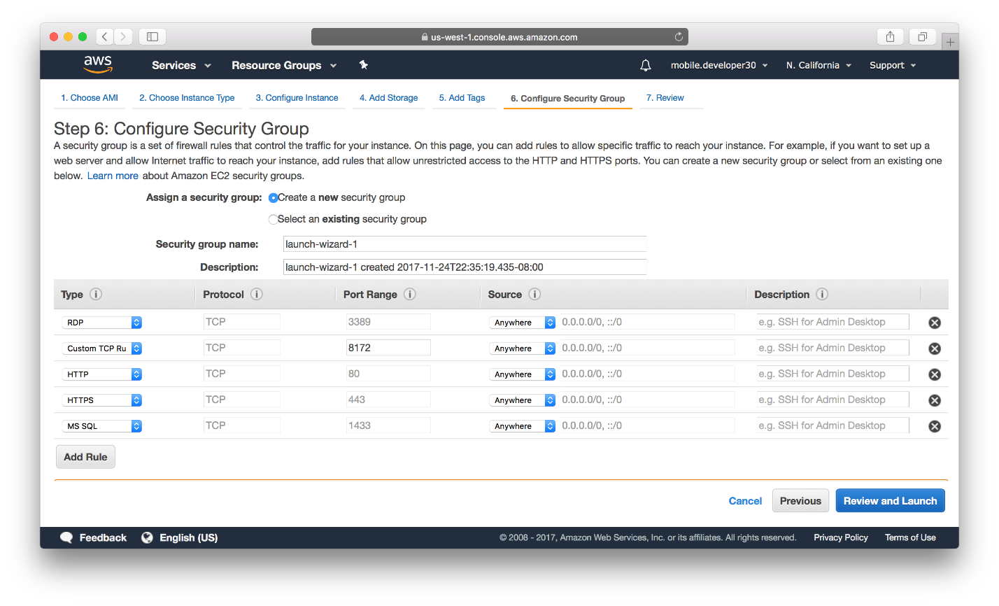 us-west-1.console.aws.amazon.com
aws Services Resource Groups mobile.developer30 N. California Support
1. Choose AMI 2. Choose Instance Type 3. Configure Instance 4. Add Storage 5. Add Tags 6. Configure Security Group 7. Review
Step 6: Configure Security Group
A security group is a set of firewall rules that control the traffic for your instance. On this page, you can add rules to allow specific traffic to reach your instance. For example, if you want to set up a
web server and allow Internet traffic to reach your instance, add rules that allow unrestricted access to the HTTP and HTTPS ports. You can create a new security group or select from an existing one
below. Learn more about Amazon EC2 security groups.
Assign a security group: Create a new security group
Select an existing security group
Security group name: launch-wizard-1
Description: launch-wizard-1 created 2017-11-24T22:35:19.435-08:00
Type i Protocol i Port Range i Source i Description i
RDP TCP 3389 Anywhere 0.0.0.0/0, ::/0 e.g. SSH for Admin Desktop
Custom TCP Ru TCP 8172 Anywhere 0.0.0.0/0, ::/0 e.g. SSH for Admin Desktop
HTTP TCP 80 Anywhere 0.0.0.0/0, ::/0 e.g. SSH for Admin Desktop
HTTPS TCP 443 Anywhere 0.0.0.0/0, ::/0 e.g. SSH for Admin Desktop
MS SQL TCP 1433 Anywhere 0.0.0.0/0, ::/0 e.g. SSH for Admin Desktop
Add Rule
Cancel Previous Review and Launch
Feedback English (US) © 2008 - 2017, Amazon Web Services, Inc. or its affiliates. All rights reserved. Privacy Policy Terms of Use